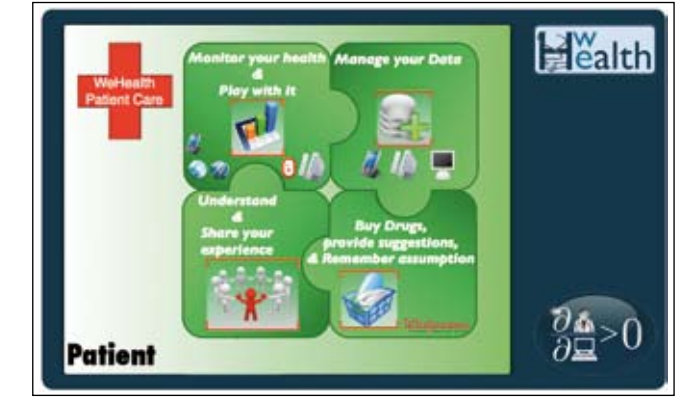 WeHealth
Patient Care
Monitor your health
&
Play with it
Manage your Data
W
Health
Understand
&
Share your
experience
Buy Drugs,
provide suggestions,
& Remember assumption
Patient
∂
∂
>0